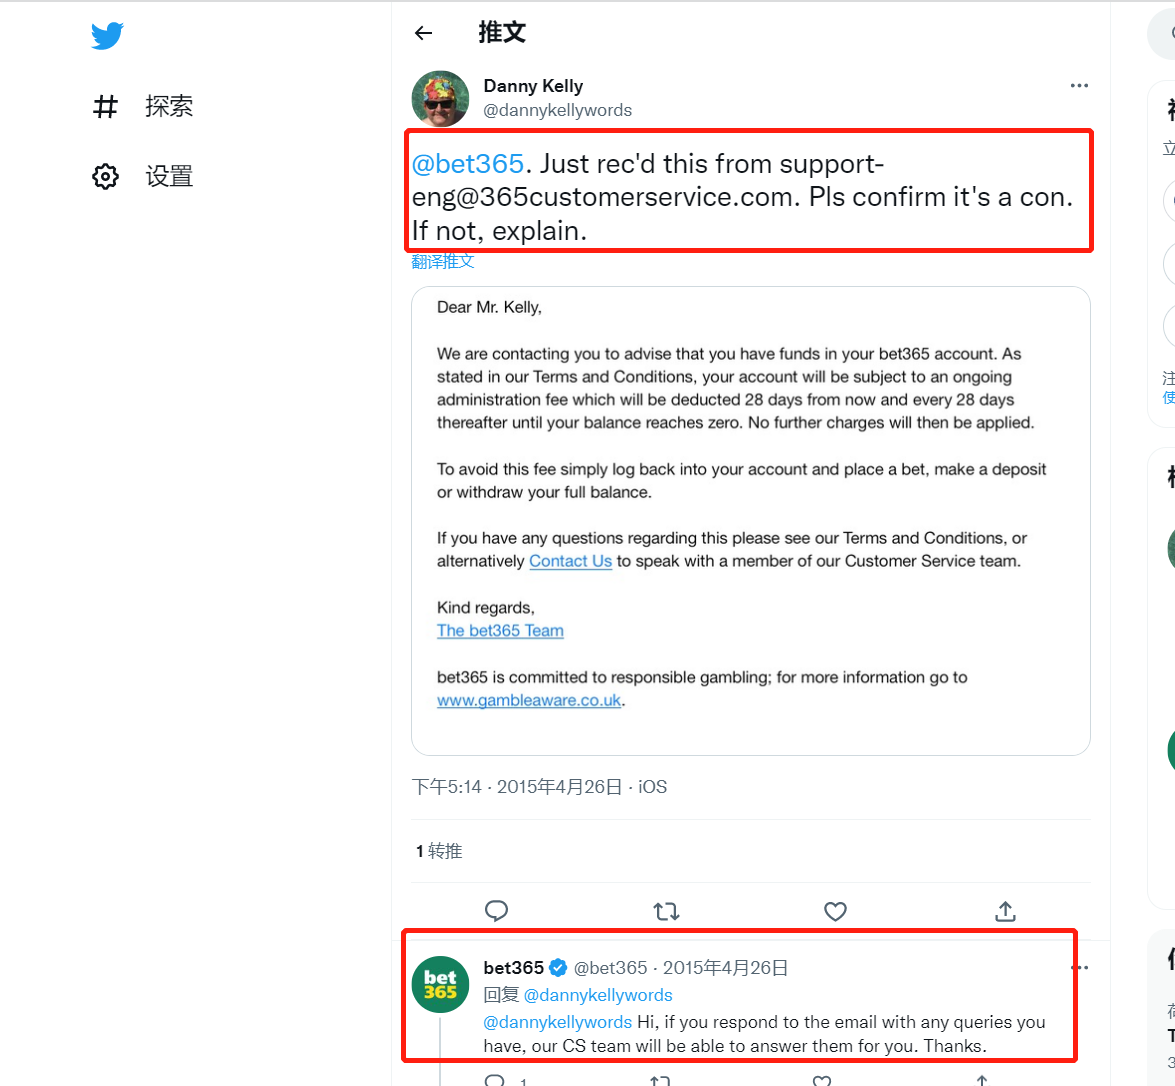 推文
探索
设置
Danny Kelly
@dannykellywords
@bet365. Just rec'd this from support-
eng@365customerservice.com. Pls confirm it's a con.
If not, explain.
翻译推文
Dear Mr. Kelly,
We are contacting you to advise that you have funds in your bet365 account. As
stated in our Terms and Conditions, your account will be subject to an ongoing
administration fee which will be deducted 28 days from now and every 28 days
thereafter until your balance reaches zero. No further charges will then be applied.
To avoid this fee simply log back into your account and place a bet, make a deposit
or withdraw your full balance.
If you have any questions regarding this please see our Terms and Conditions, or
alternatively Contact Us to speak with a member of our Customer Service team.
Kind regards,
The bet365 Team
bet365 is committed to responsible gambling; for more information go to
www.gambleaware.co.uk.
下午5:14 · 2015年4月26日 · iOS
1 转推
bet
365
bet365 @bet365 · 2015年4月26日
回复 @dannykellywords
@dannykellywords Hi, if you respond to the email with any queries you
have, our CS team will be able to answer them for you. Thanks.
1
立
注
使